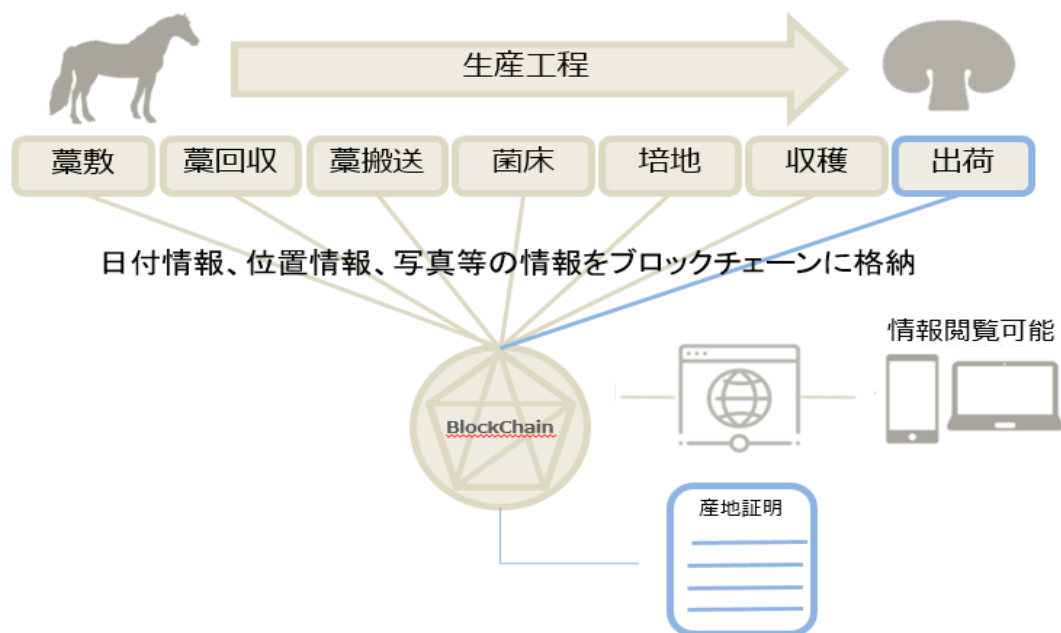 生産工程
藁敷
藁回収
藁搬送
菌床
培地
収穫
出荷
日付情報、位置情報、写真等の情報をブロックチェーンに格納
情報閲覧可能
BlockChain
産地証明